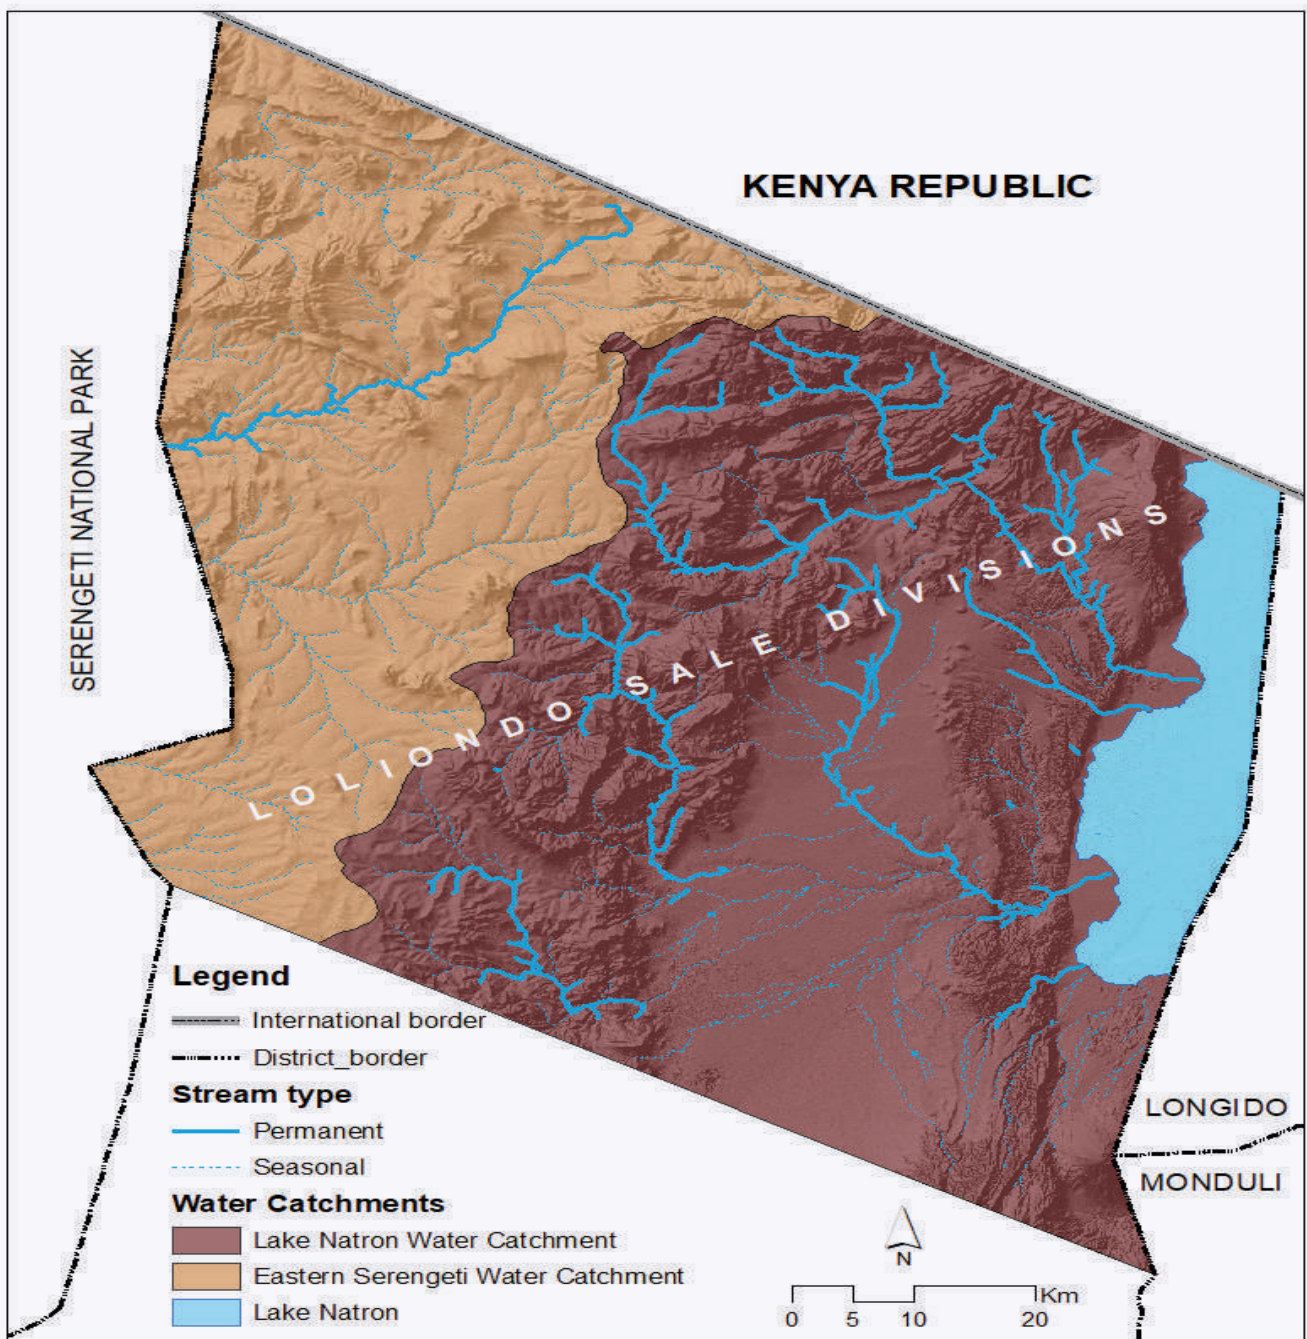 KENYA REPUBLIC
SERENGETI NATIONAL PARK
LOLIONDO SALE DIVISIONS
Legend
International border
District_border
Stream type
Permanent
Seasonal
Water Catchments
Lake Natron Water Catchment
Eastern Serengeti Water Catchment
Lake Natron
LONGIDO
MONDULI
N
Km
0 5 10 20